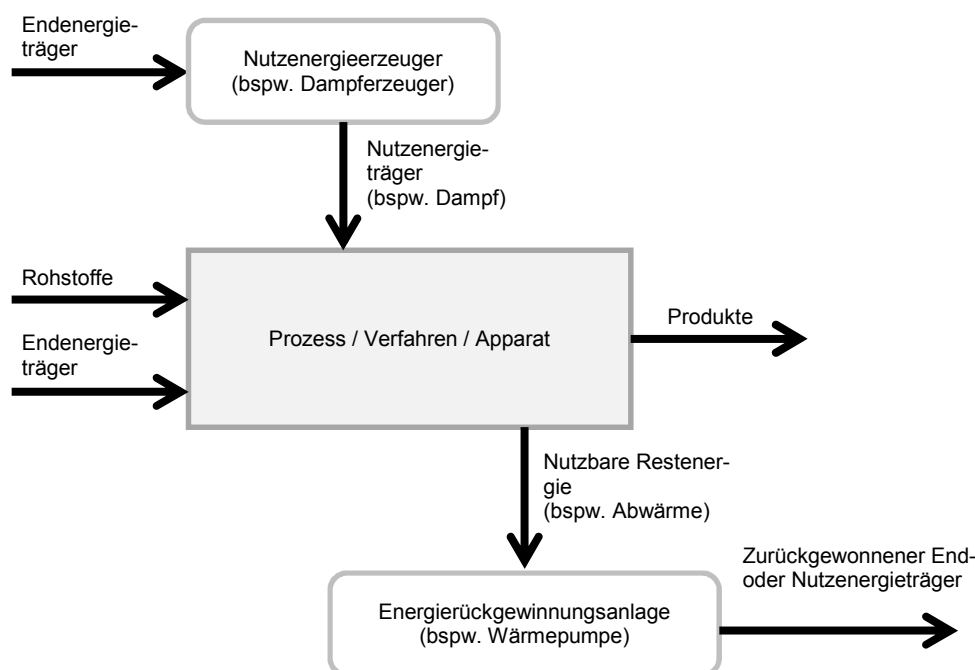 Endenergie-
träger
Nutzenergieerzeuger
(bspw. Dampferzeuger)
Nutzenergie-
träger
(bspw. Dampf)
Rohstoffe
Endenergie-
träger
Prozess / Verfahren / Apparat
Produkte
Nutzbare Restener-
gie
(bspw. Abwärme)
Zurückgewonnener End-
oder Nutzenergieträger
Energierückgewinnungsanlage
(bspw. Wärmepumpe)